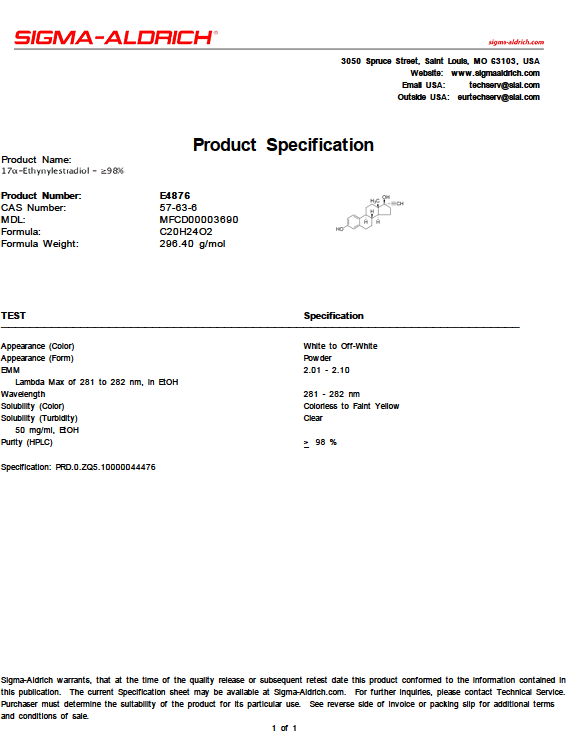 SIGMA-ALDRICH®
sigma-aldrich.com
3050 Spruce Street, Saint Louis, MO 63103, USA
Website: www.sigmaaldrich.com
Email USA: techserv@sial.com
Outside USA: eurtechserv@sial.com
Product Specification
Product Name:
17α-Ethynylestradiol - ≥98%
Product Number: E4876
CAS Number: 57-63-6
MDL: MFCD00003690
Formula: C20H24O2
Formula Weight: 296.40 g/mol
H₃C OH
CH
H
H H
HO
TEST Specification
Appearance (Color) White to Off-White
Appearance (Form) Powder
EMM 2.01 - 2.10
Lambda Max of 281 to 282 nm, in EtOH
Wavelength 281 - 282 nm
Solubility (Color) Colorless to Faint Yellow
Solubility (Turbidity) Clear
50 mg/ml, EtOH
Purity (HPLC) ≥ 98 %
Specification: PRD.0.ZQ5.10000044476
Sigma-Aldrich warrants, that at the time of the quality release or subsequent retest date this product conformed to the information contained in
this publication. The current Specification sheet may be available at Sigma-Aldrich.com. For further inquiries, please contact Technical Service.
Purchaser must determine the suitability of the product for its particular use. See reverse side of invoice or packing slip for additional terms
and conditions of sale.
1 of 1